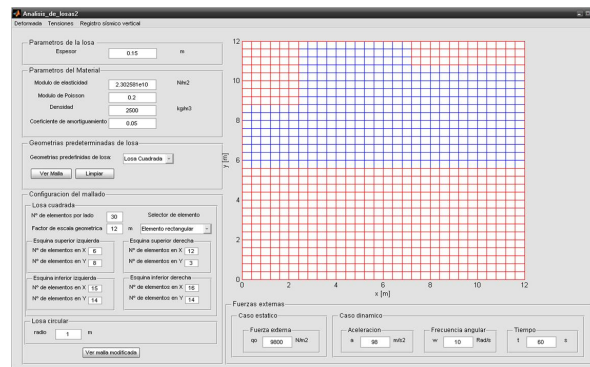 Analisis_de_losas2
Deformada Tensiones Registro sísmico vertical
Parametros de la losa
Espesor 0.15 m
Parametros del Material
Modulo de elasticidad 2.302581e10 N/m2
Modulo de Poisson 0.2
Densidad 2500 kg/m3
Coeficiente de amortiguamiento 0.05
Geometrias predeterminadas de losa
Geometrias predefinidas de losa Losa Cuadrada
Ver Malla Limpiar
Configuracion del mallado
Losa cuadrada
Nº de elementos por lado 30 Selector de elemento
Factor de escala geometrica 12 m Elemento rectangular
Esquina superior izquierda
Nº de elementos en X 6
Nº de elementos en Y 8
Esquina superior derecha
Nº de elementos en X 12
Nº de elementos en Y 3
Esquina inferior izquierda
Nº de elementos en X 15
Nº de elementos en Y 14
Esquina inferior derecha
Nº de elementos en X 16
Nº de elementos en Y 14
Losa circular
radio 1 m
Ver malla modificada
12
10
8
6
4
2
0
y [m]
0 2 4 6 8 10 12
x [m]
Fuerzas externas
Caso estatico
Fuerza externa
qo 9800 N/m2
Caso dinamico
Aceleracion
a 98 m/s2
Frecuencia angular
w 10 Rad/s
Tiempo
t 60 s